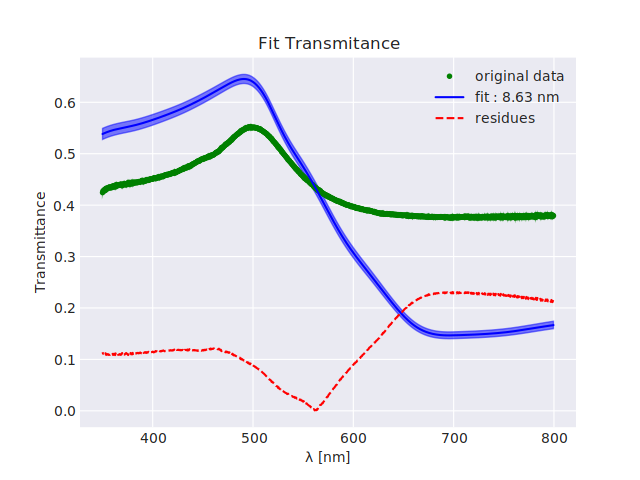 Fit Transmitance
original data
fit : 8.63 nm
residues
Transmittance
0.6
0.5
0.4
0.3
0.2
0.1
0.0
400 500 600 700 800
λ [nm]